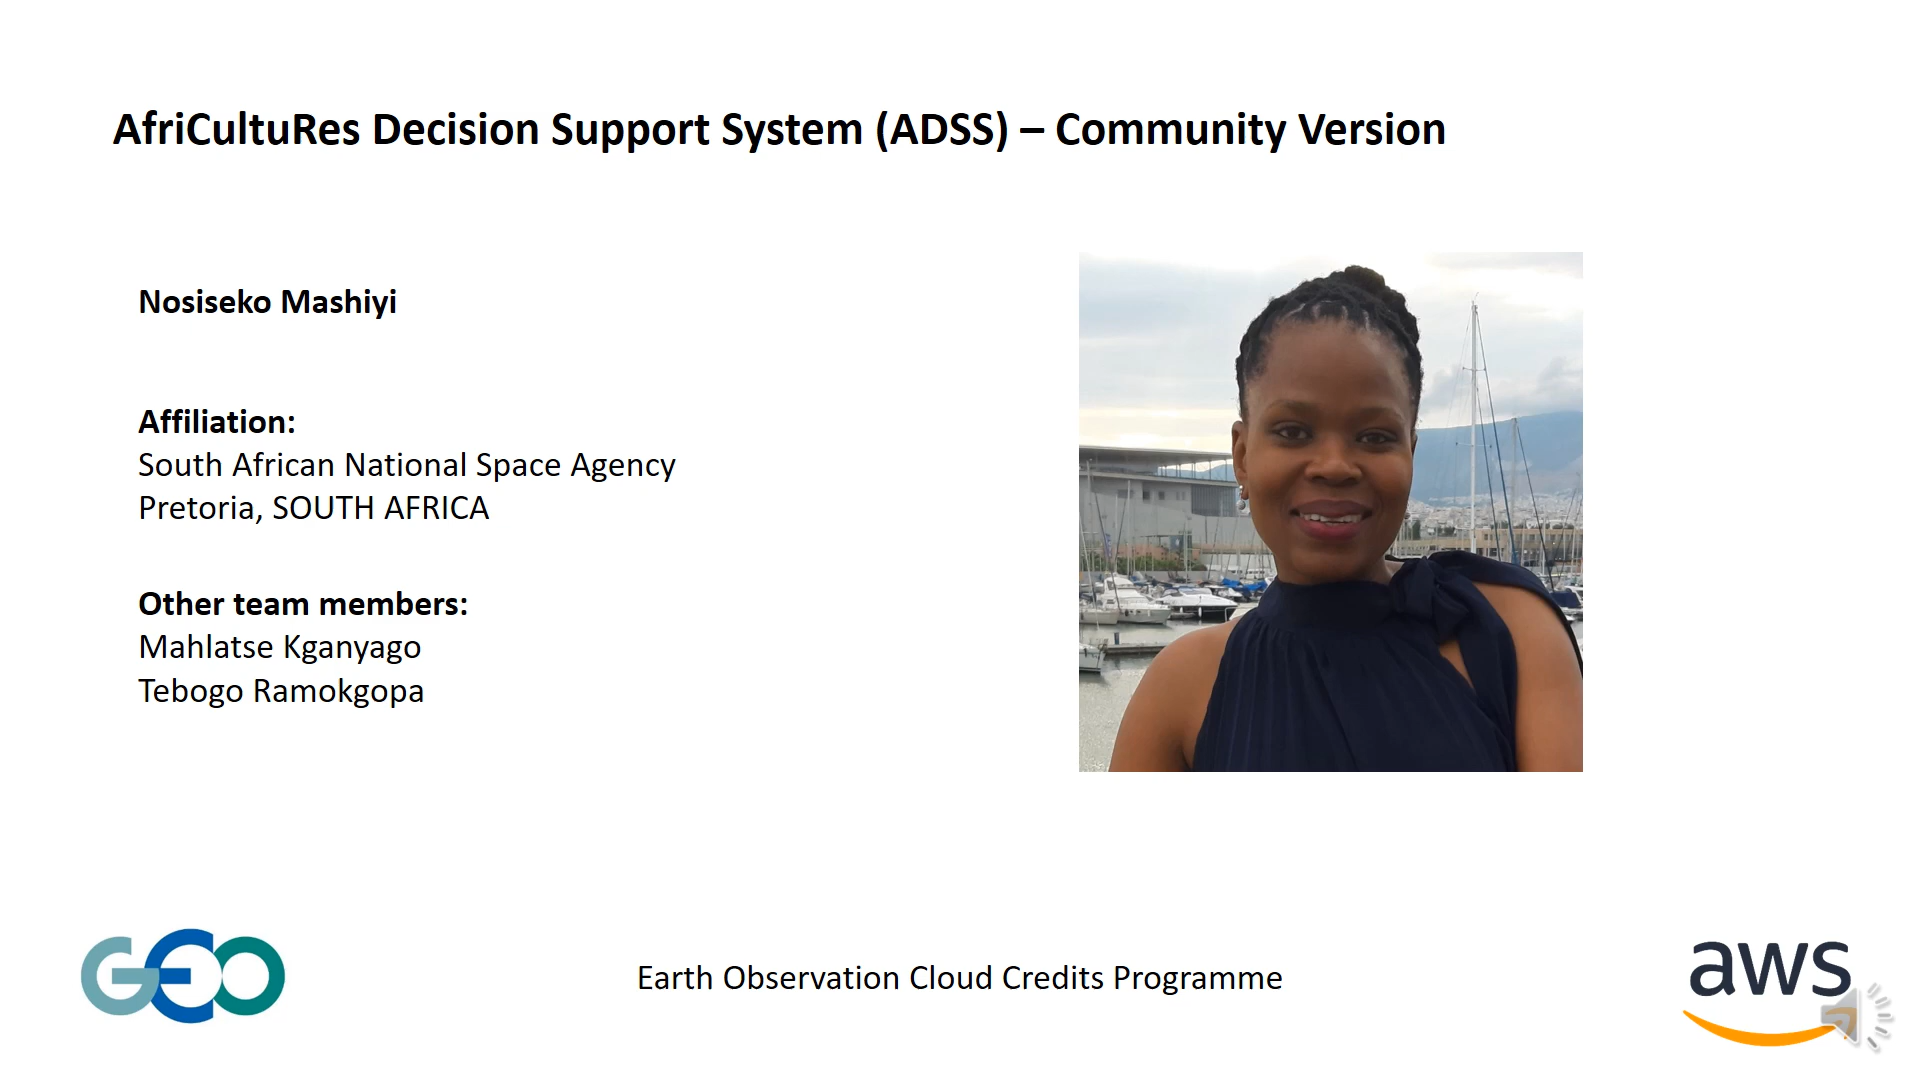 AfriCultuRes Decision Support System (ADSS) – Community Version
Nosiseko Mashiyi
Affiliation:
South African National Space Agency
Pretoria, SOUTH AFRICA
Other team members:
Mahlatse Kganyago
Tebogo Ramokgopa
GEO
Earth Observation Cloud Credits Programme
aws